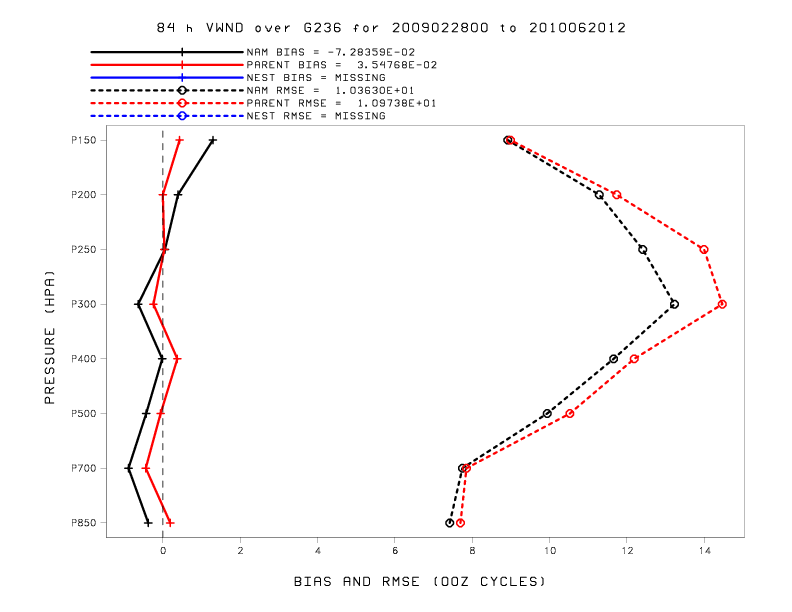 84 h VWND over G236 for 2009022800 to 2010062012
NAM BIAS = -7.28359E-02
PARENT BIAS = 3.54768E-02
NEST BIAS = MISSING
NAM RMSE = 1.03630E+01
PARENT RMSE = 1.09738E+01
NEST RMSE = MISSING
P150
P200
P250
P300
P400
P500
P700
P850
PRESSURE (HPA)
0 2 4 6 8 10 12 14
BIAS AND RMSE (00Z CYCLES)